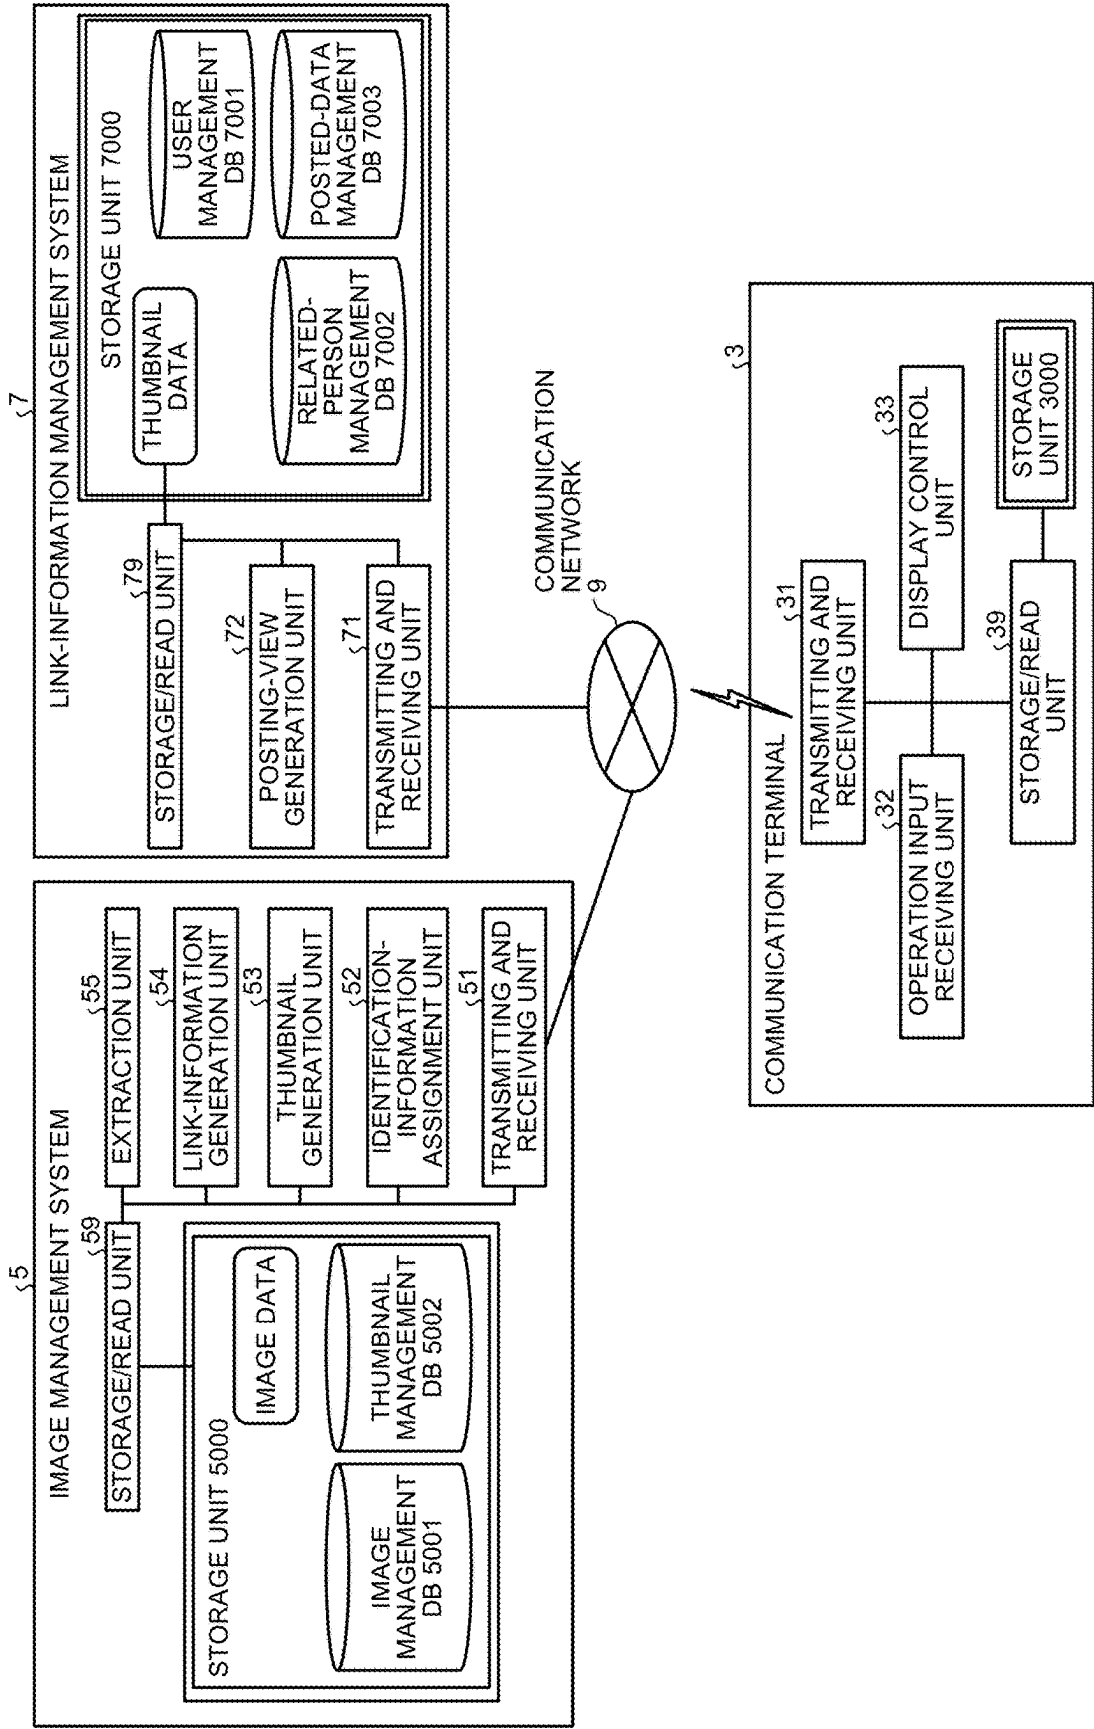 5
IMAGE MANAGEMENT SYSTEM
59
STORAGE/READ UNIT
STORAGE UNIT 5000
IMAGE DATA
IMAGE
MANAGEMENT
DB 5001
THUMBNAIL
MANAGEMENT
DB 5002
55
EXTRACTION UNIT
54
LINK-INFORMATION
GENERATION UNIT
53
THUMBNAIL
GENERATION UNIT
52
IDENTIFICATION-
INFORMATION
ASSIGNMENT UNIT
51
TRANSMITTING AND
RECEIVING UNIT
7
LINK-INFORMATION MANAGEMENT SYSTEM
79
STORAGE/READ UNIT
72
POSTING-VIEW
GENERATION UNIT
71
TRANSMITTING AND
RECEIVING UNIT
STORAGE UNIT 7000
THUMBNAIL
DATA
USER
MANAGEMENT
DB 7001
RELATED-
PERSON
MANAGEMENT
DB 7002
POSTED-DATA
MANAGEMENT
DB 7003
COMMUNICATION
NETWORK
9
3
COMMUNICATION TERMINAL
31
TRANSMITTING AND
RECEIVING UNIT
32
OPERATION INPUT
RECEIVING UNIT
33
DISPLAY CONTROL
UNIT
39
STORAGE/READ
UNIT
STORAGE
UNIT 3000